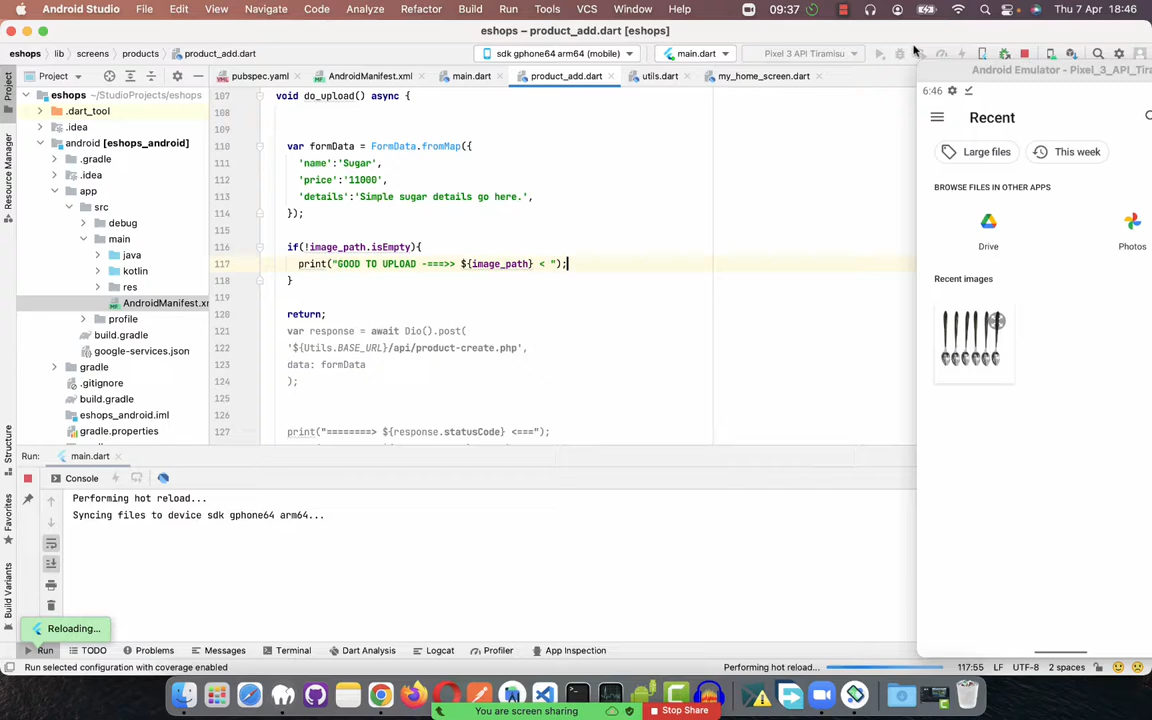 Android Studio File Edit View Navigate Code Analyze Refactor Build Run Tools VCS Window Help 09:37 Thu 7 Apr 18:46
eshops – product_add.dart [eshops]
eshops lib screens products product_add.dart sdk gphone64 arm64 (mobile) main.dart Pixel 3 API Tiramisu
Project pubspec.yaml AndroidManifest.xml main.dart product_add.dart utils.dart my_home_screen.dart
Android Emulator - Pixel_3_API_Tira
Project
Resource Manager
Structure
Favorites
Build Variants
eshops ~/StudioProjects/eshops
.dart_tool
.idea
android [eshops_android]
.gradle
.idea
app
src
debug
main
java
kotlin
res
AndroidManifest.xm
profile
build.gradle
google-services.json
gradle
.gitignore
build.gradle
eshops_android.iml
gradle.properties
107 void do_upload() async {
108
109
110 var formData = FormData.fromMap({
111 'name':'Sugar',
112 'price':'11000',
113 'details':'Simple sugar details go here.',
114 });
115
116 if(!image_path.isEmpty){
117 print("GOOD TO UPLOAD -===>> ${image_path} < ");
118 }
119
120 return;
121 var response = await Dio().post(
122 '${Utils.BASE_URL}/api/product-create.php',
123 data: formData
124 );
125
126
127 print("========> ${response.statusCode} <===");
6:46
Recent
Large files This week
BROWSE FILES IN OTHER APPS
Drive Photos
Recent images
Run: main.dart
Console
Performing hot reload...
Syncing files to device sdk gphone64 arm64...
Reloading...
Run TODO Problems Messages Terminal Dart Analysis Logcat Profiler App Inspection
Run selected configuration with coverage enabled Performing hot reload... 117:55 LF UTF-8 2 spaces
You are screen sharing Stop Share